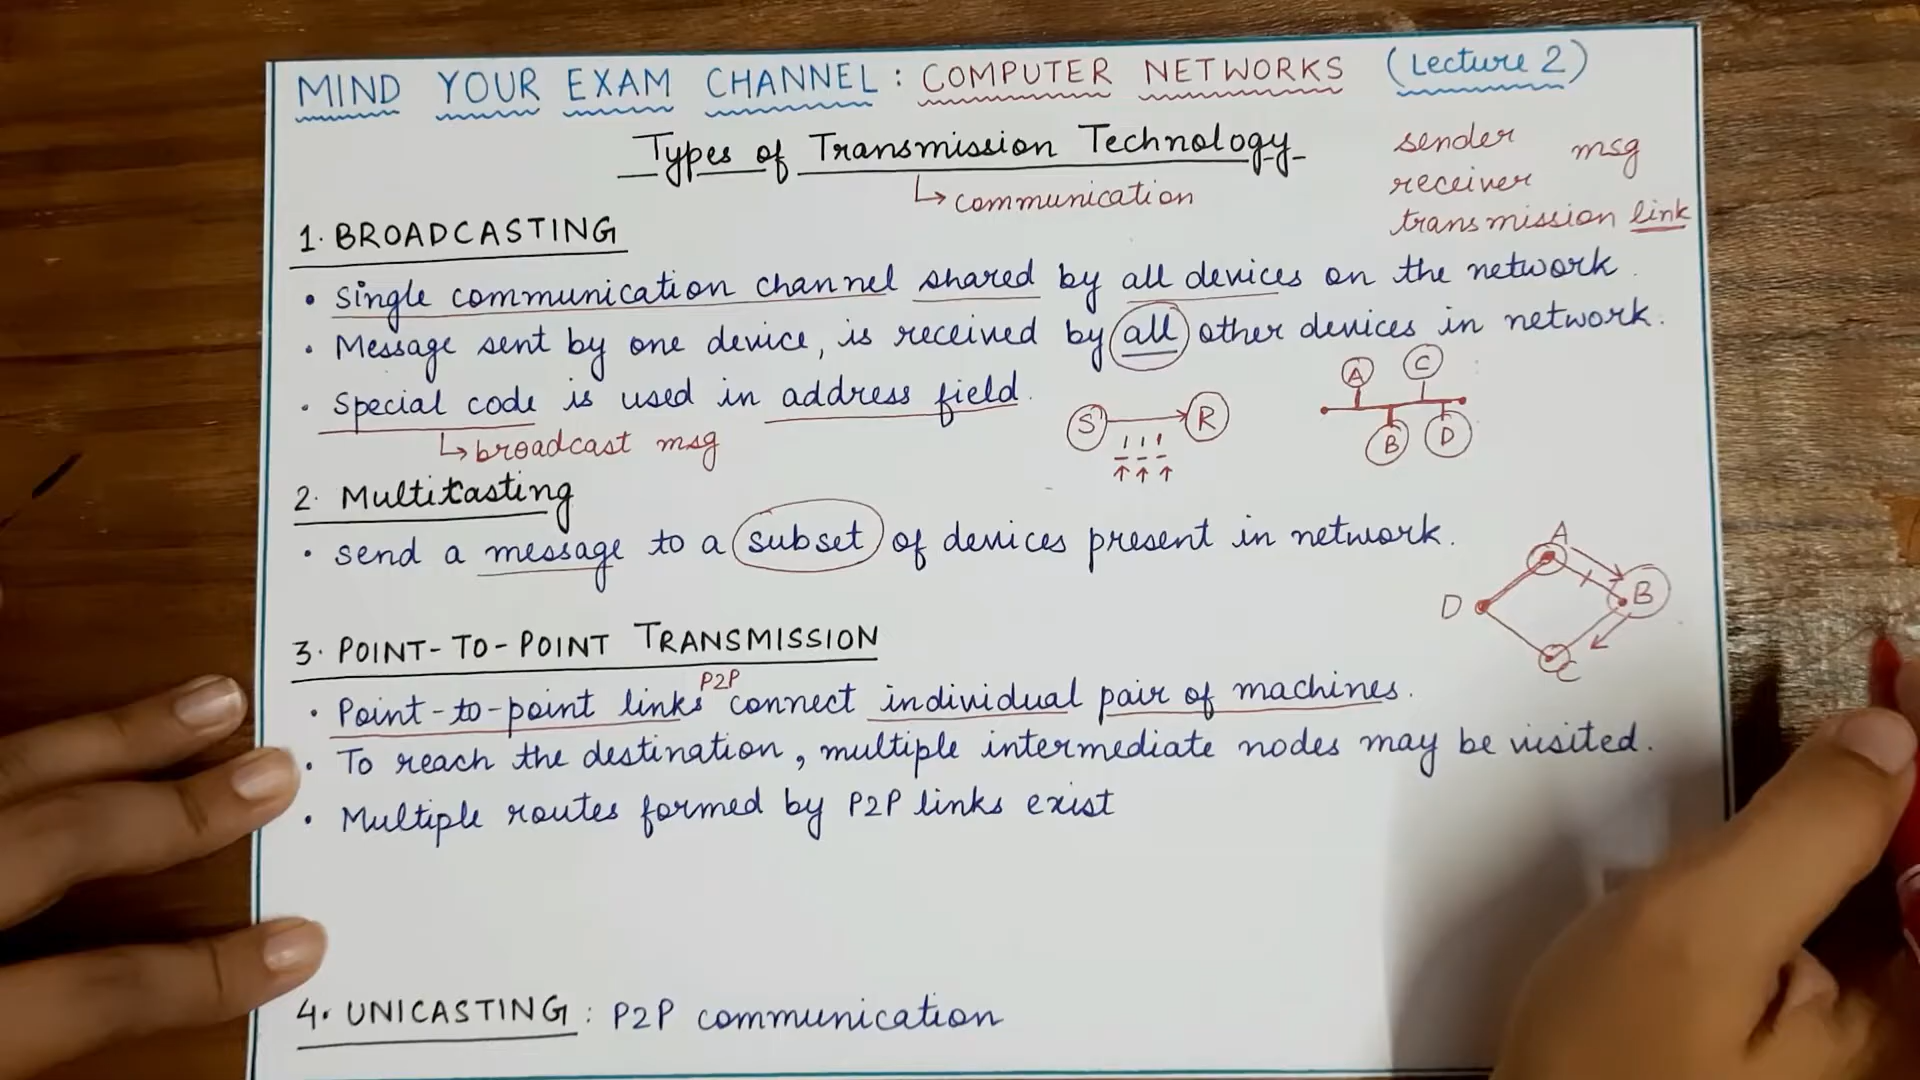 MIND YOUR EXAM CHANNEL : COMPUTER NETWORKS (Lecture 2)
Types of Transmission Technology
↳ communication
sender msg
receiver
transmission link
1. BROADCASTING
• Single communication channel shared by all devices on the network.
• Message sent by one device, is received by all other devices in network.
• Special code is used in address field.
↳ broadcast msg
S R
A C
B D
2. Multicasting
• send a message to a subset of devices present in network.
A
D B
C
3. POINT-TO-POINT TRANSMISSION
P2P
• Point-to-point links connect individual pair of machines.
• To reach the destination, multiple intermediate nodes may be visited.
• Multiple routes formed by P2P links exist
4. UNICASTING : P2P communication